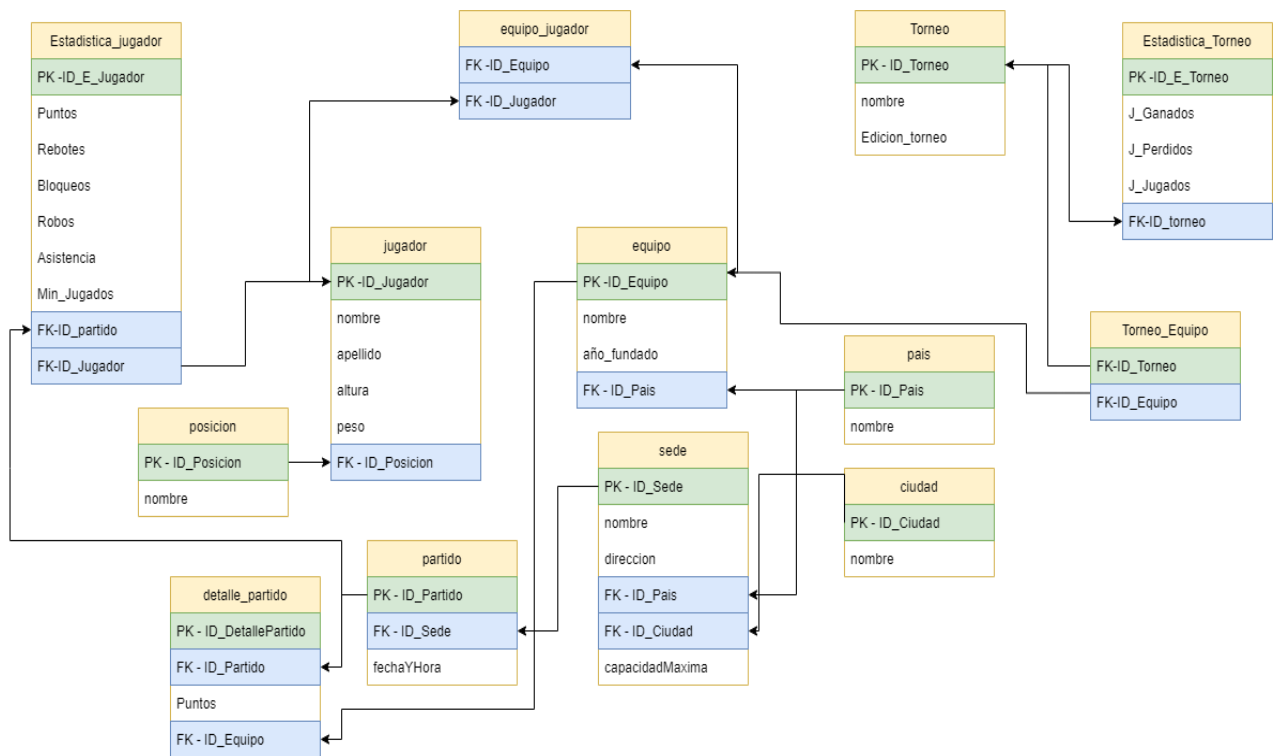 Estadistica_jugador
PK -ID_E_Jugador
Puntos
Rebotes
Bloqueos
Robos
Asistencia
Min_Jugados
FK-ID_partido
FK-ID_Jugador
equipo_jugador
FK -ID_Equipo
FK -ID_Jugador
Torneo
PK - ID_Torneo
nombre
Edicion_torneo
Estadistica_Torneo
PK -ID_E_Torneo
J_Ganados
J_Perdidos
J_Jugados
FK-ID_torneo
jugador
PK -ID_Jugador
nombre
apellido
altura
peso
FK - ID_Posicion
equipo
PK -ID_Equipo
nombre
año_fundado
FK - ID_Pais
Torneo_Equipo
FK-ID_Torneo
FK-ID_Equipo
pais
PK - ID_Pais
nombre
posicion
PK - ID_Posicion
nombre
sede
PK - ID_Sede
nombre
direccion
FK - ID_Pais
FK - ID_Ciudad
capacidadMaxima
ciudad
PK - ID_Ciudad
nombre
partido
PK - ID_Partido
FK - ID_Sede
fechaYHora
detalle_partido
PK - ID_DetallePartido
FK - ID_Partido
Puntos
FK - ID_Equipo